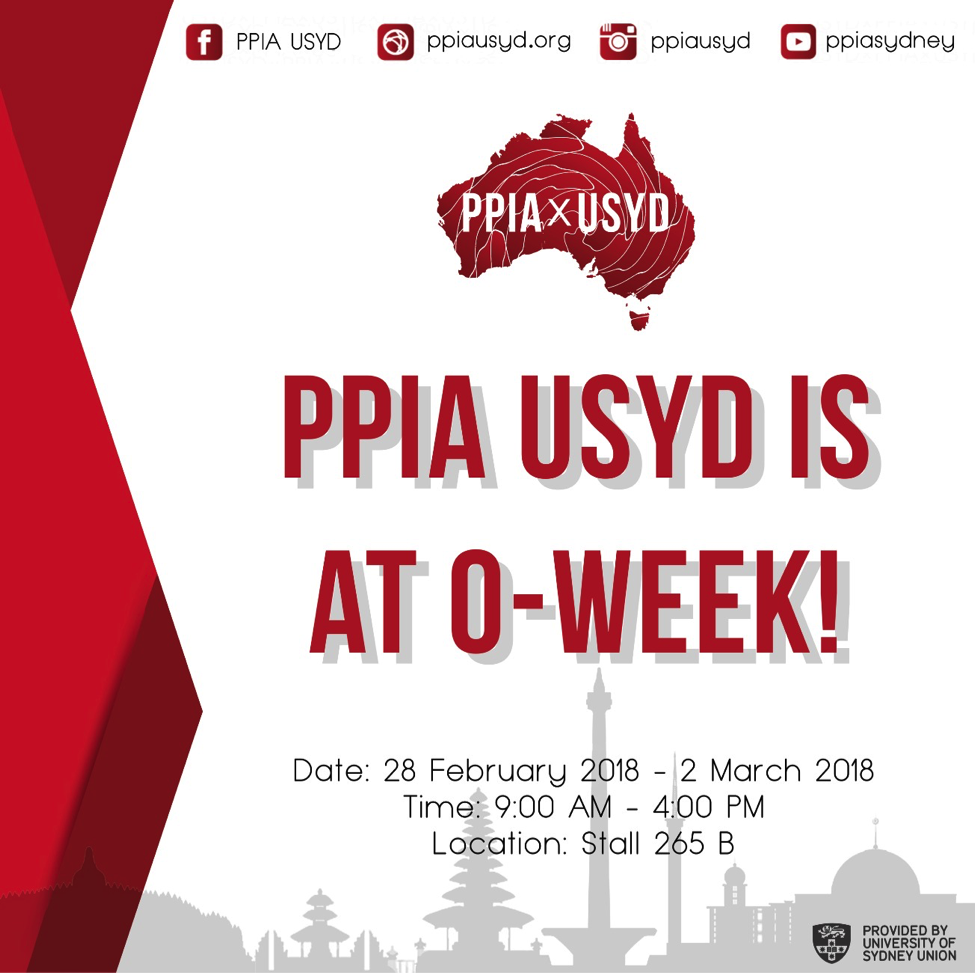 PPIA USYD
ppiausyd.org
ppiausyd
ppiasydney
PPIA X USYD
PPIA USYD IS
AT O-WEEK!
Date: 28 February 2018 - 2 March 2018
Time: 9:00 AM - 4:00 PM
Location: Stall 265 B
PROVIDED BY
UNIVERSITY OF
SYDNEY UNION